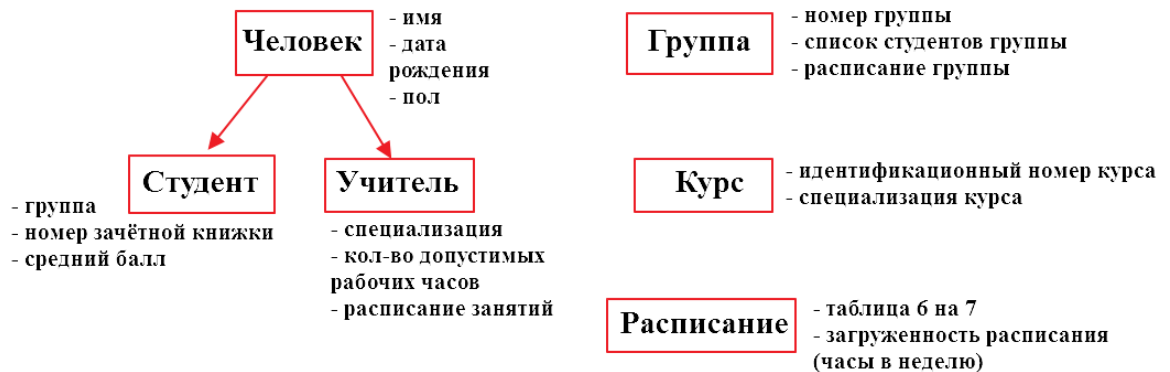 Человек
- имя
- дата
рождения
- пол
Группа
- номер группы
- список студентов группы
- расписание группы
Студент
- группа
- номер зачётной книжки
- средний балл
Учитель
- специализация
- кол-во допустимых
рабочих часов
- расписание занятий
Курс
- идентификационный номер курса
- специализация курса
Расписание
- таблица 6 на 7
- загруженность расписания
(часы в неделю)